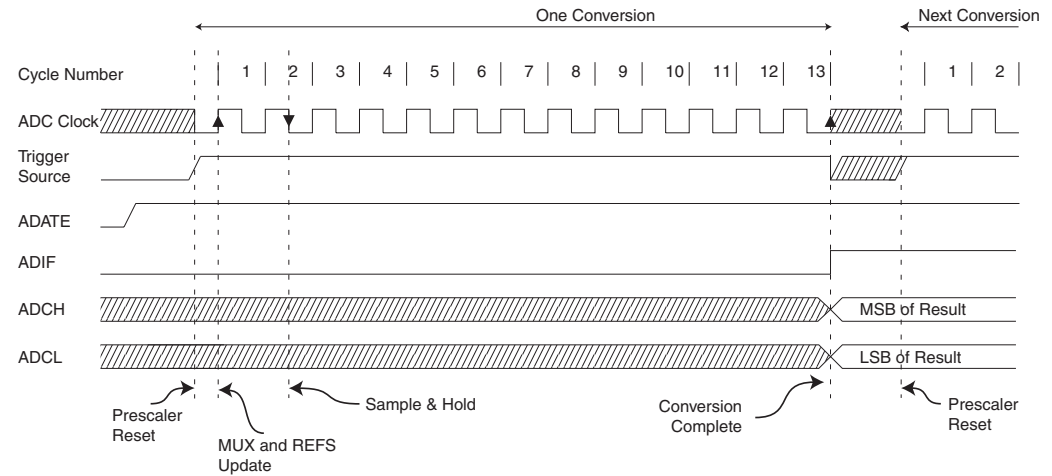 One Conversion
Next Conversion
Cycle Number
1 2 3 4 5 6 7 8 9 10 11 12 13 1 2
ADC Clock
Trigger
Source
ADATE
ADIF
ADCH
MSB of Result
ADCL
LSB of Result
Prescaler
Reset
MUX and REFS
Update
Sample & Hold
Conversion
Complete
Prescaler
Reset